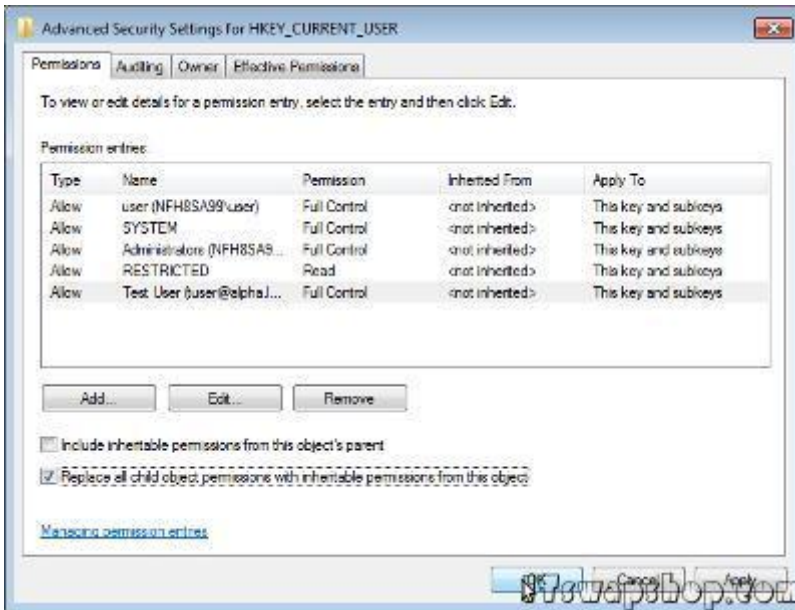 Advanced Security Settings for HKEY_CURRENT_USER
Permissions Auditing Owner Effective Permissions
To view or edit details for a permission entry, select the entry and then click Edit.
Permission entries:
Type Name Permission Inherited From Apply To
Allow user (NFH8SA99\user) Full Control <not inherited> This key and subkeys
Allow SYSTEM Full Control <not inherited> This key and subkeys
Allow Administrators (NFH8SA9... Full Control <not inherited> This key and subkeys
Allow RESTRICTED Read <not inherited> This key and subkeys
Allow Test User (tuser@alpha.l... Full Control <not inherited> This key and subkeys
Add... Edit... Remove
Include inheritable permissions from this object's parent
Replace all child object permissions with inheritable permissions from this object
Managing permission entries
OK Cancel Apply